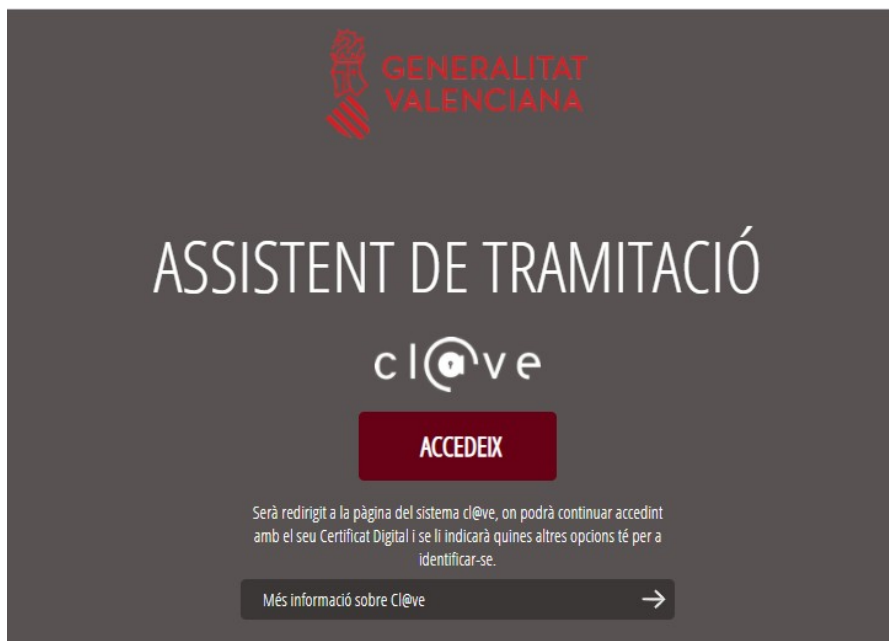 GENERALITAT
VALENCIANA
ASSISTENT DE TRAMITACIÓ
cl@ve
ACCEDEIX
Serà redirigit a la pàgina del sistema cl@ve, on podrà continuar accedint
amb el seu Certificat Digital i se li indicarà quines altres opcions té per a
identificar-se.
Més informació sobre Cl@ve